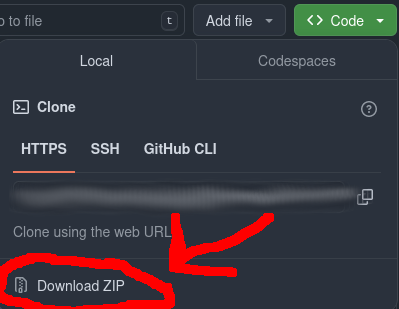 to file t Add file Code
Local Codespaces
Clone
HTTPS SSH GitHub CLI
Clone using the web URL
Download ZIP